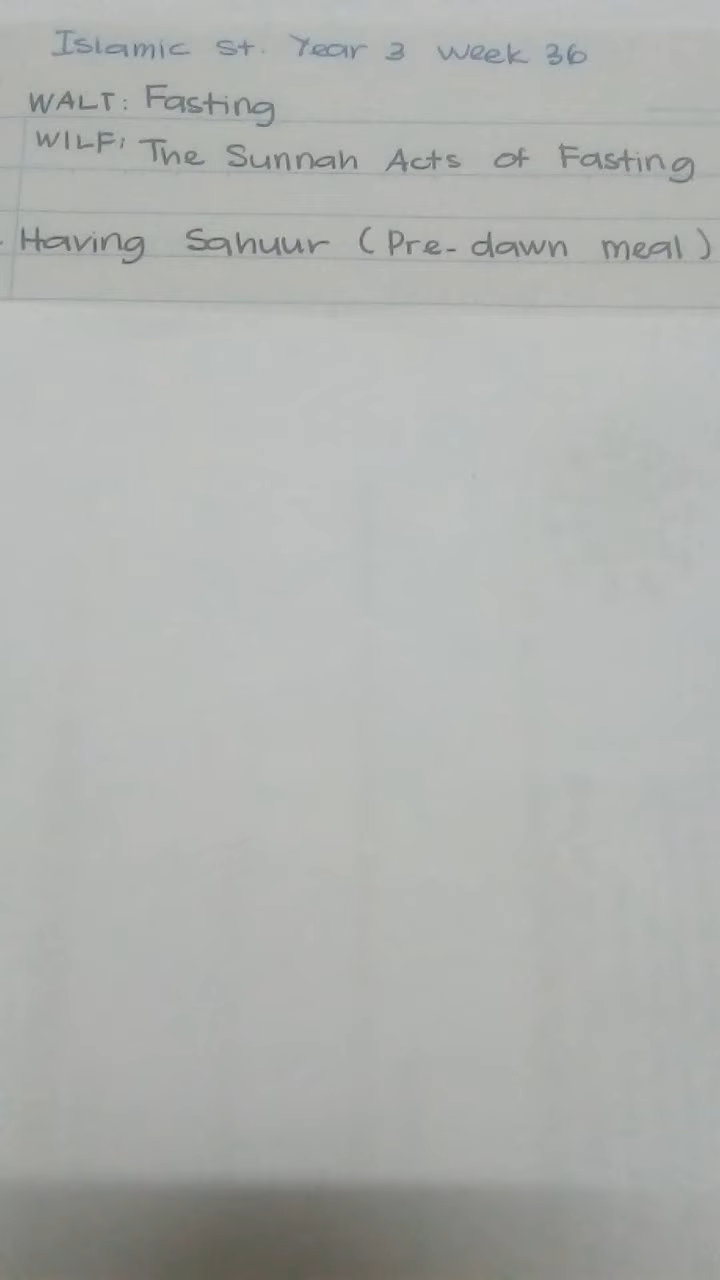 Islamic St. Year 3 Week 36
WALT: Fasting
WILF: The Sunnah Acts of Fasting
Having Sahuur (Pre-dawn meal)